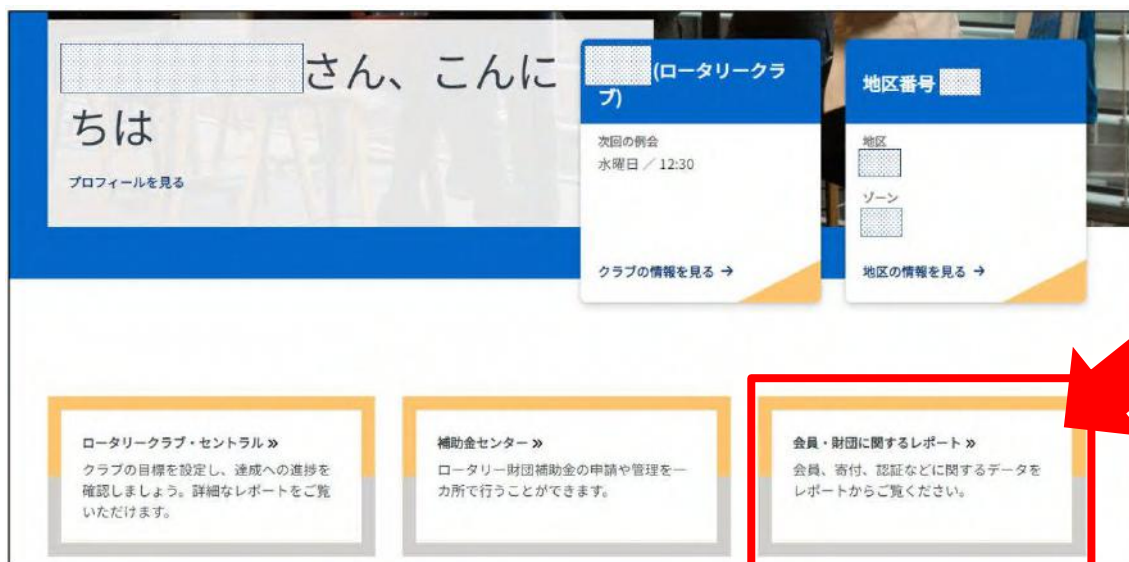 さん、こんに
ちは
プロフィールを見る
(ロータリークラ
ブ)
次回の例会
水曜日 / 12:30
クラブの情報を見る →
地区番号
地区
ゾーン
地区の情報を見る →
ロータリークラブ・セントラル »
クラブの目標を設定し、達成への進捗を
確認しましょう。詳細なレポートをご覧
いただけます。
補助金センター »
ロータリー財団補助金の申請や管理を一
カ所で行うことができます。
会員・財団に関するレポート »
会員、寄付、認証などに関するデータを
レポートからご覧ください。